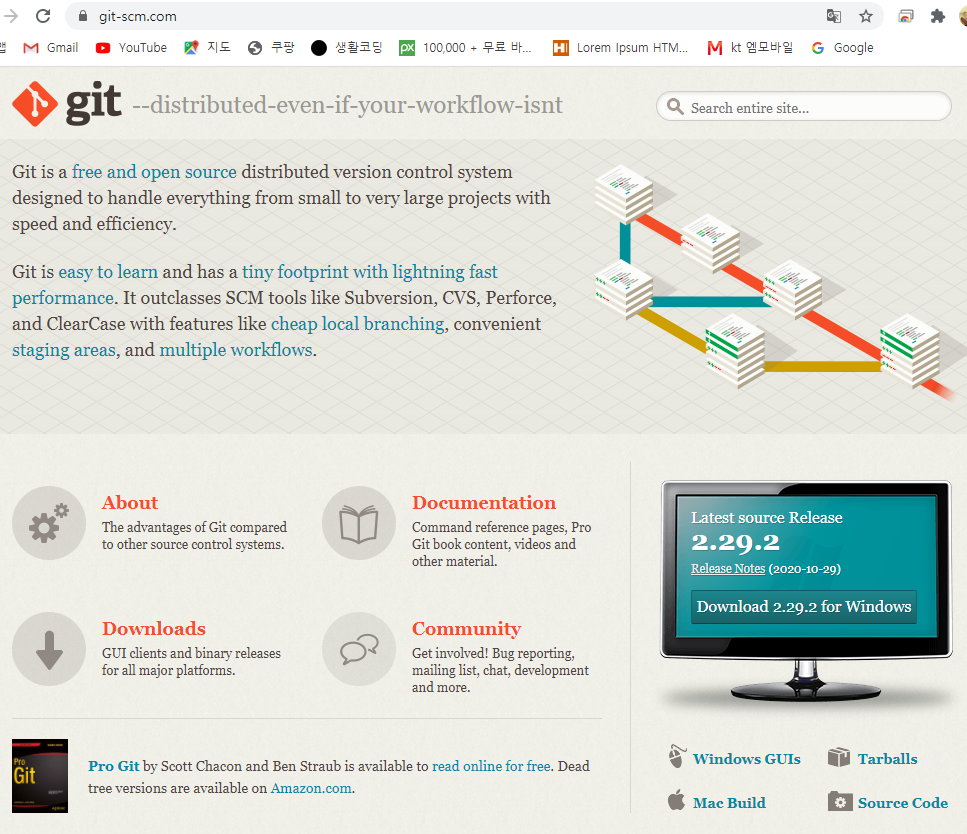 git-scm.com
Gmail
YouTube
지도
쿠팡
생활코딩
px
100,000 + 무료 바...
HI
Lorem Ipsum HTM...
M
kt 엠모바일
G
Google
git --distributed-even-if-your-workflow-isnt
Search entire site...
Git is a free and open source distributed version control system
designed to handle everything from small to very large projects with
speed and efficiency.
Git is easy to learn and has a tiny footprint with lightning fast
performance. It outclasses SCM tools like Subversion, CVS, Perforce,
and ClearCase with features like cheap local branching, convenient
staging areas, and multiple workflows.
About
The advantages of Git compared
to other source control systems.
Documentation
Command reference pages, Pro
Git book content, videos and
other material.
Downloads
GUI clients and binary releases
for all major platforms.
Community
Get involved! Bug reporting,
mailing list, chat, development
and more.
Latest source Release
2.29.2
Release Notes (2020-10-29)
Download 2.29.2 for Windows
Pro
Git
Pro Git by Scott Chacon and Ben Straub is available to read online for free. Dead
tree versions are available on Amazon.com.
Windows GUIs
Tarballs
Mac Build
Source Code